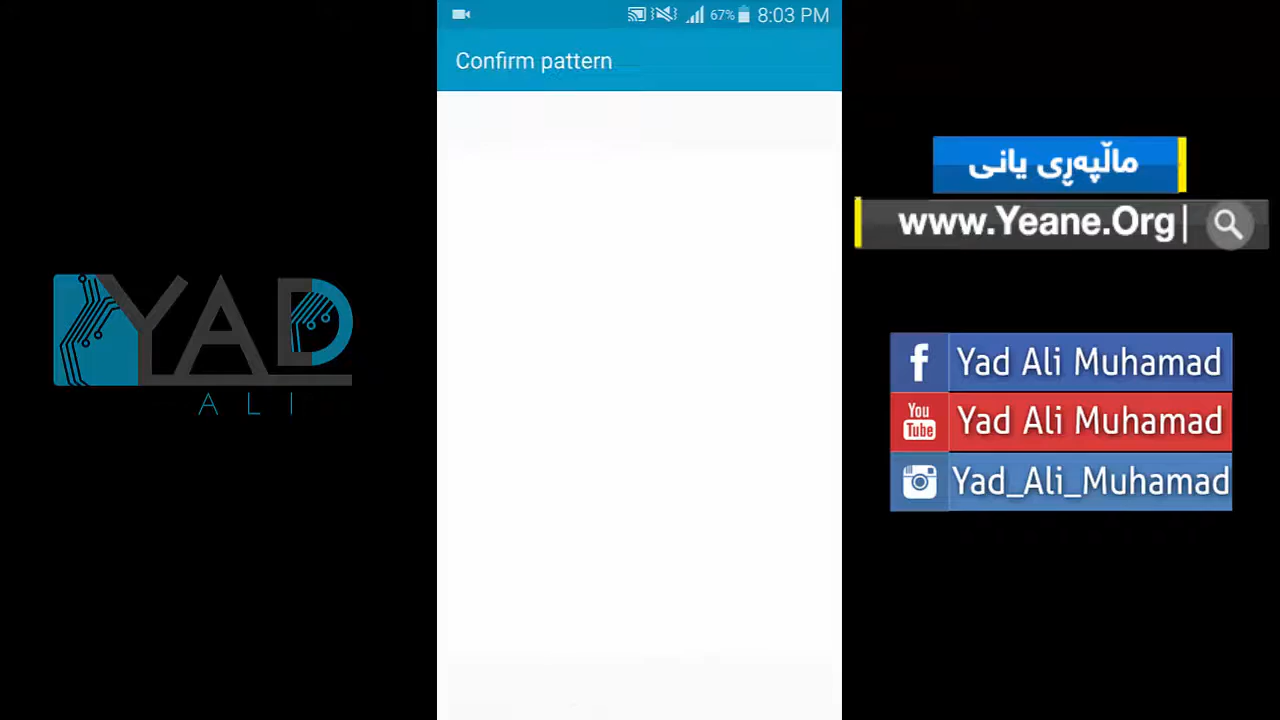 67% 8:03 PM
Confirm pattern
YAD
ALI
ماڵپەڕی یانی
www.Yeane.Org
f Yad Ali Muhamad
You Tube Yad Ali Muhamad
Yad_Ali_Muhamad